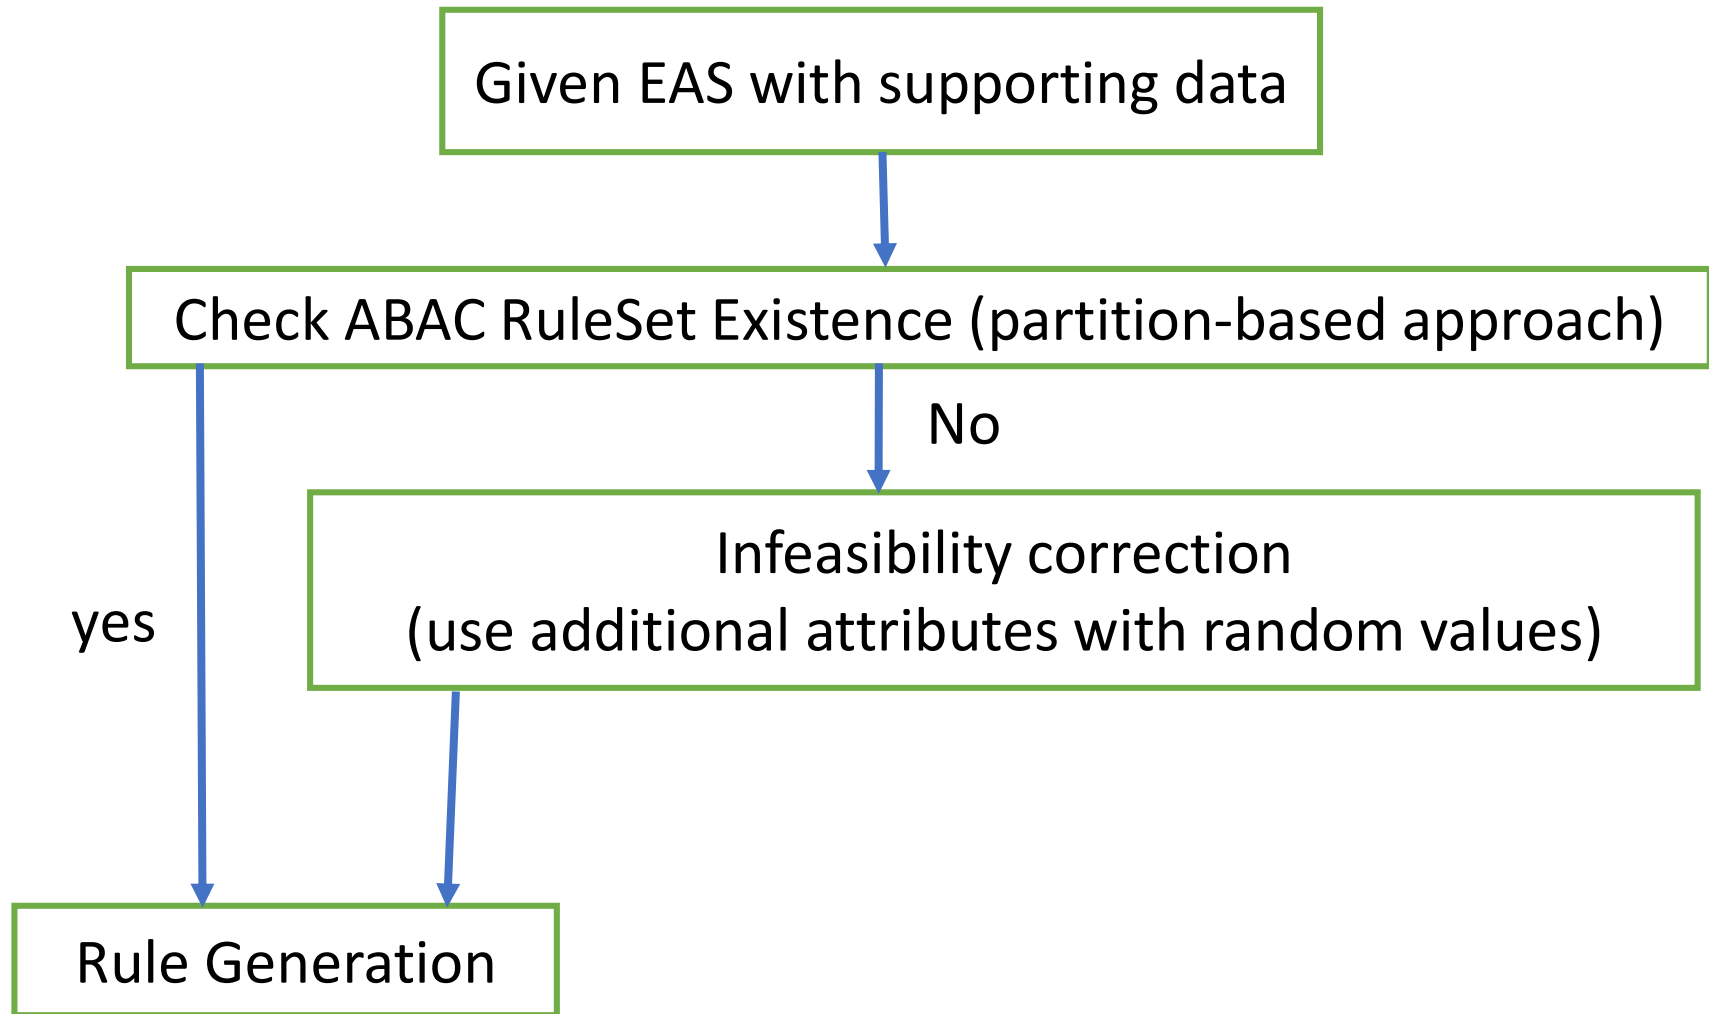 Given EAS with supporting data
Check ABAC RuleSet Existence (partition-based approach)
No
Infeasibility correction
(use additional attributes with random values)
yes
Rule Generation